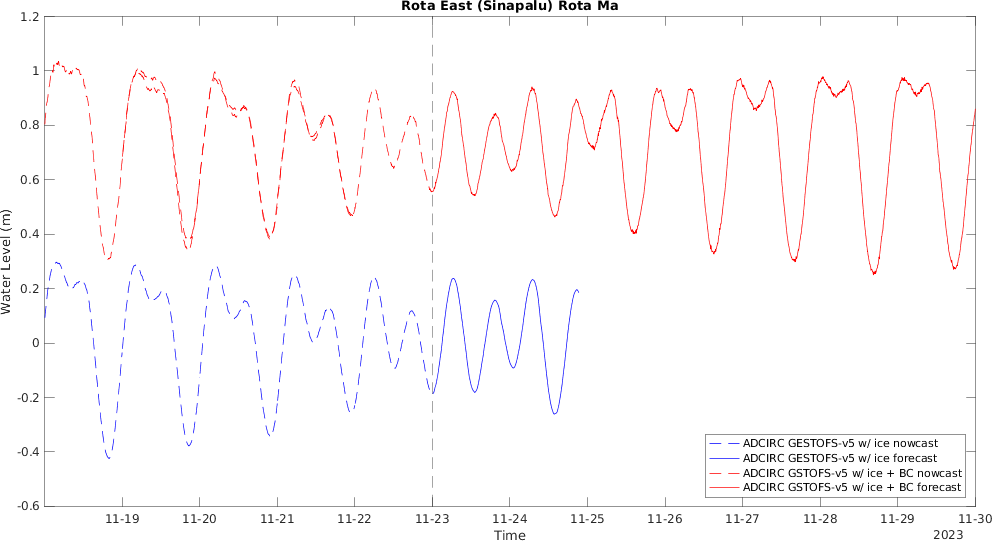 Rota East (Sinapalu) Rota Ma
1.2
1
0.8
0.6
0.4
0.2
0
-0.2
-0.4
-0.6
Water Level (m)
ADCIRC GESTOFS-v5 w/ ice nowcast
ADCIRC GESTOFS-v5 w/ ice forecast
ADCIRC GSTOFS-v5 w/ ice + BC nowcast
ADCIRC GSTOFS-v5 w/ ice + BC forecast
11-19 11-20 11-21 11-22 11-23 11-24 11-25 11-26 11-27 11-28 11-29 11-30
Time
2023